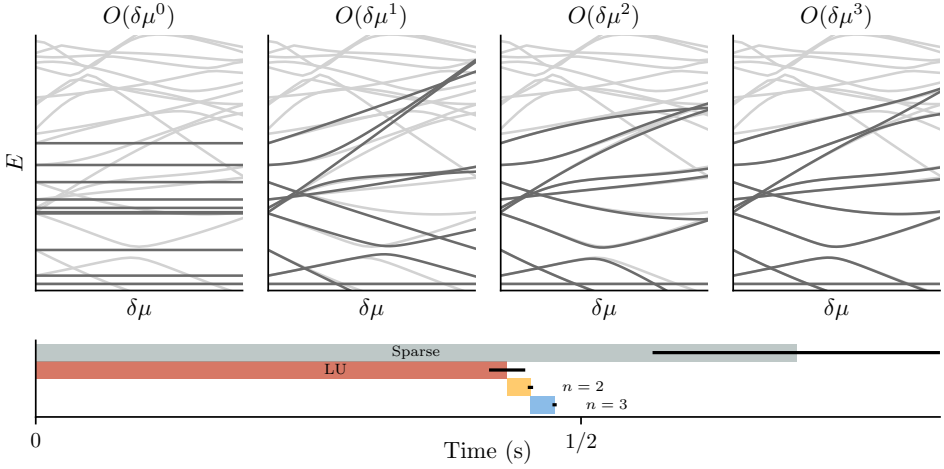 O(δμ⁰) O(δμ¹) O(δμ²) O(δμ³)
E
δμ δμ δμ δμ
Sparse
LU
n = 2
n = 3
0 1/2
Time (s)